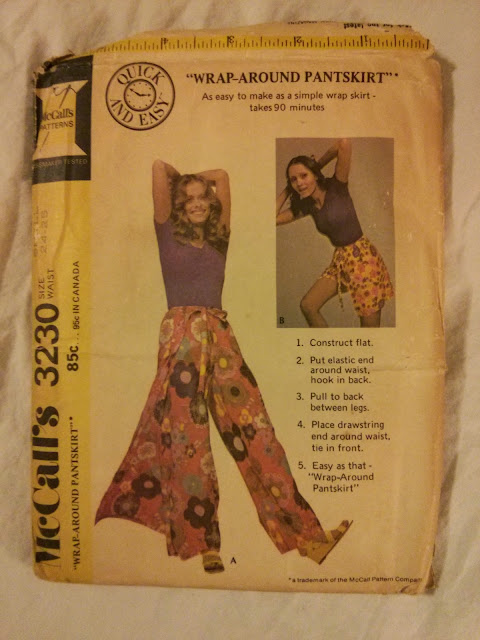 "WRAP-AROUND PANTSKIRT"*
As easy to make as a simple wrap skirt -
takes 90 minutes
QUICK
AND EASY
McCall's
PATTERNS
TESTED
B
1. Construct flat.
2. Put elastic end
around waist,
hook in back.
3. Pull to back
between legs.
4. Place drawstring
end around waist,
tie in front.
5. Easy as that -
"Wrap-Around
Pantskirt"
A
*a trademark of the McCall Pattern Company
McCall's 3230
SIZE
WAIST
85c... 95c IN CANADA
"WRAP-AROUND PANTSKIRT"*